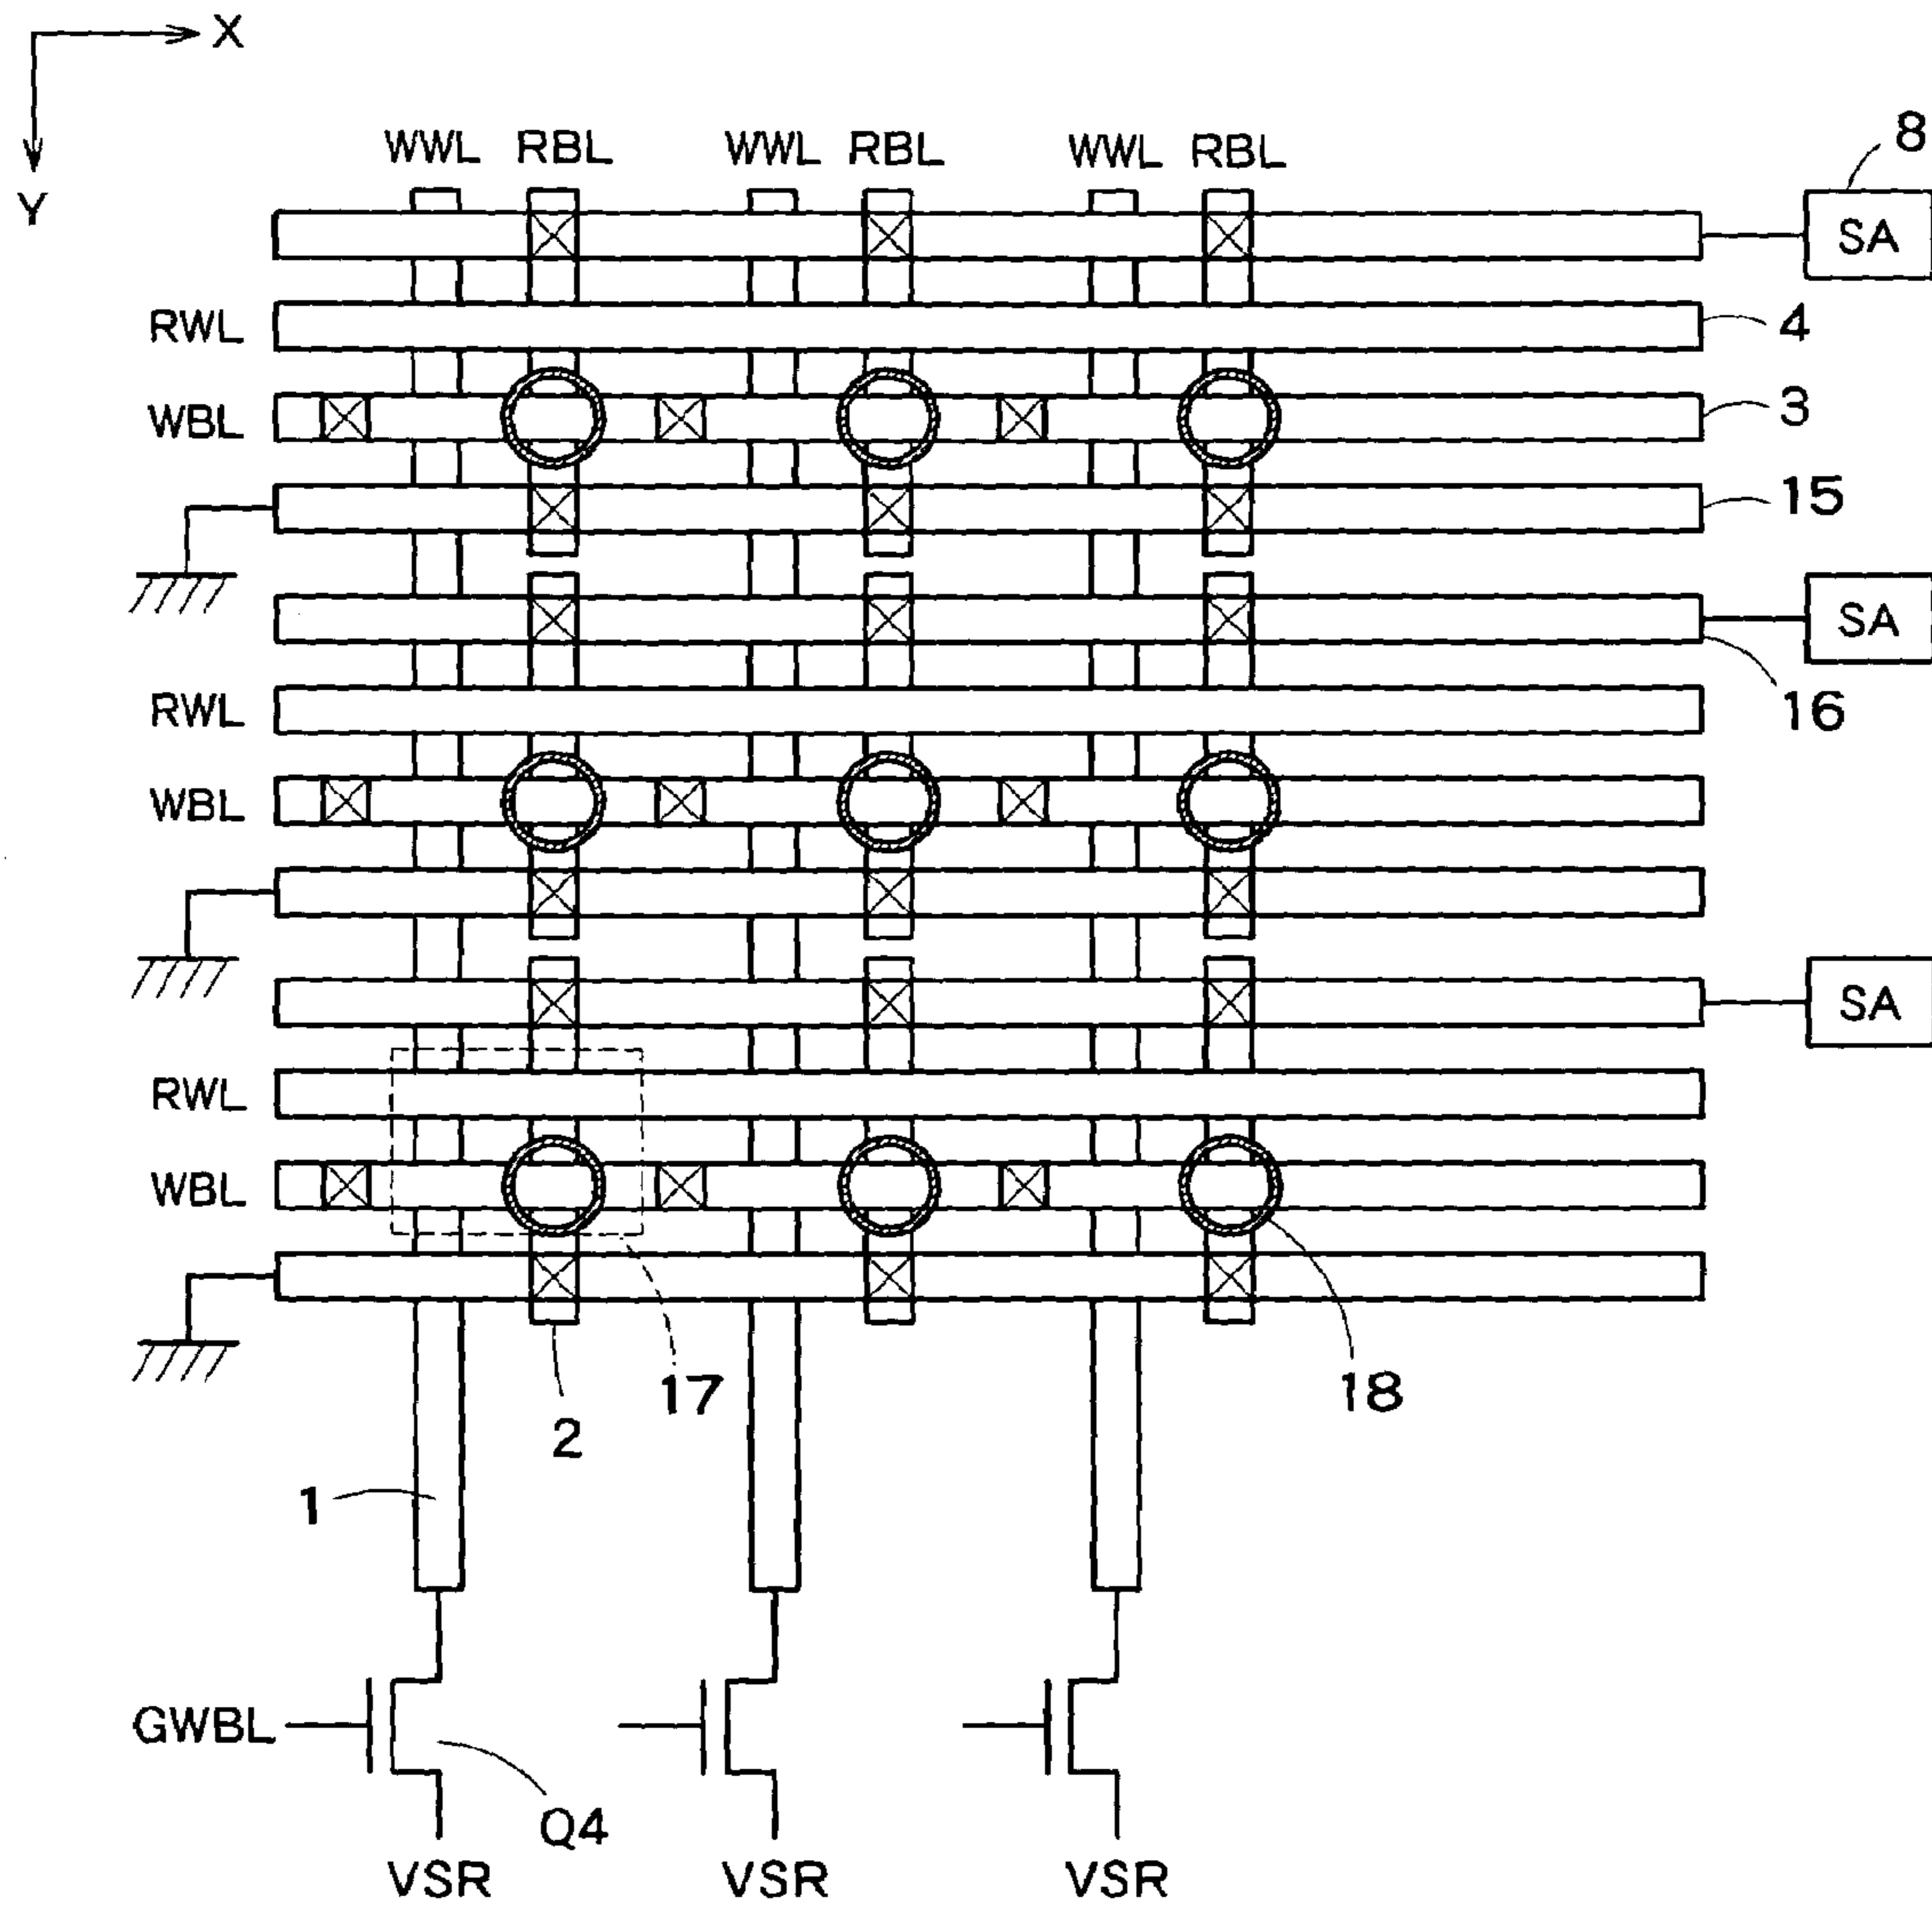 X
Y
WWL RBL WWL RBL WWL RBL
8
SA
RWL
4
WBL
3
15
SA
16
RWL
WBL
SA
RWL
WBL
17
18
2
1
GWBL
Q4
VSR VSR VSR